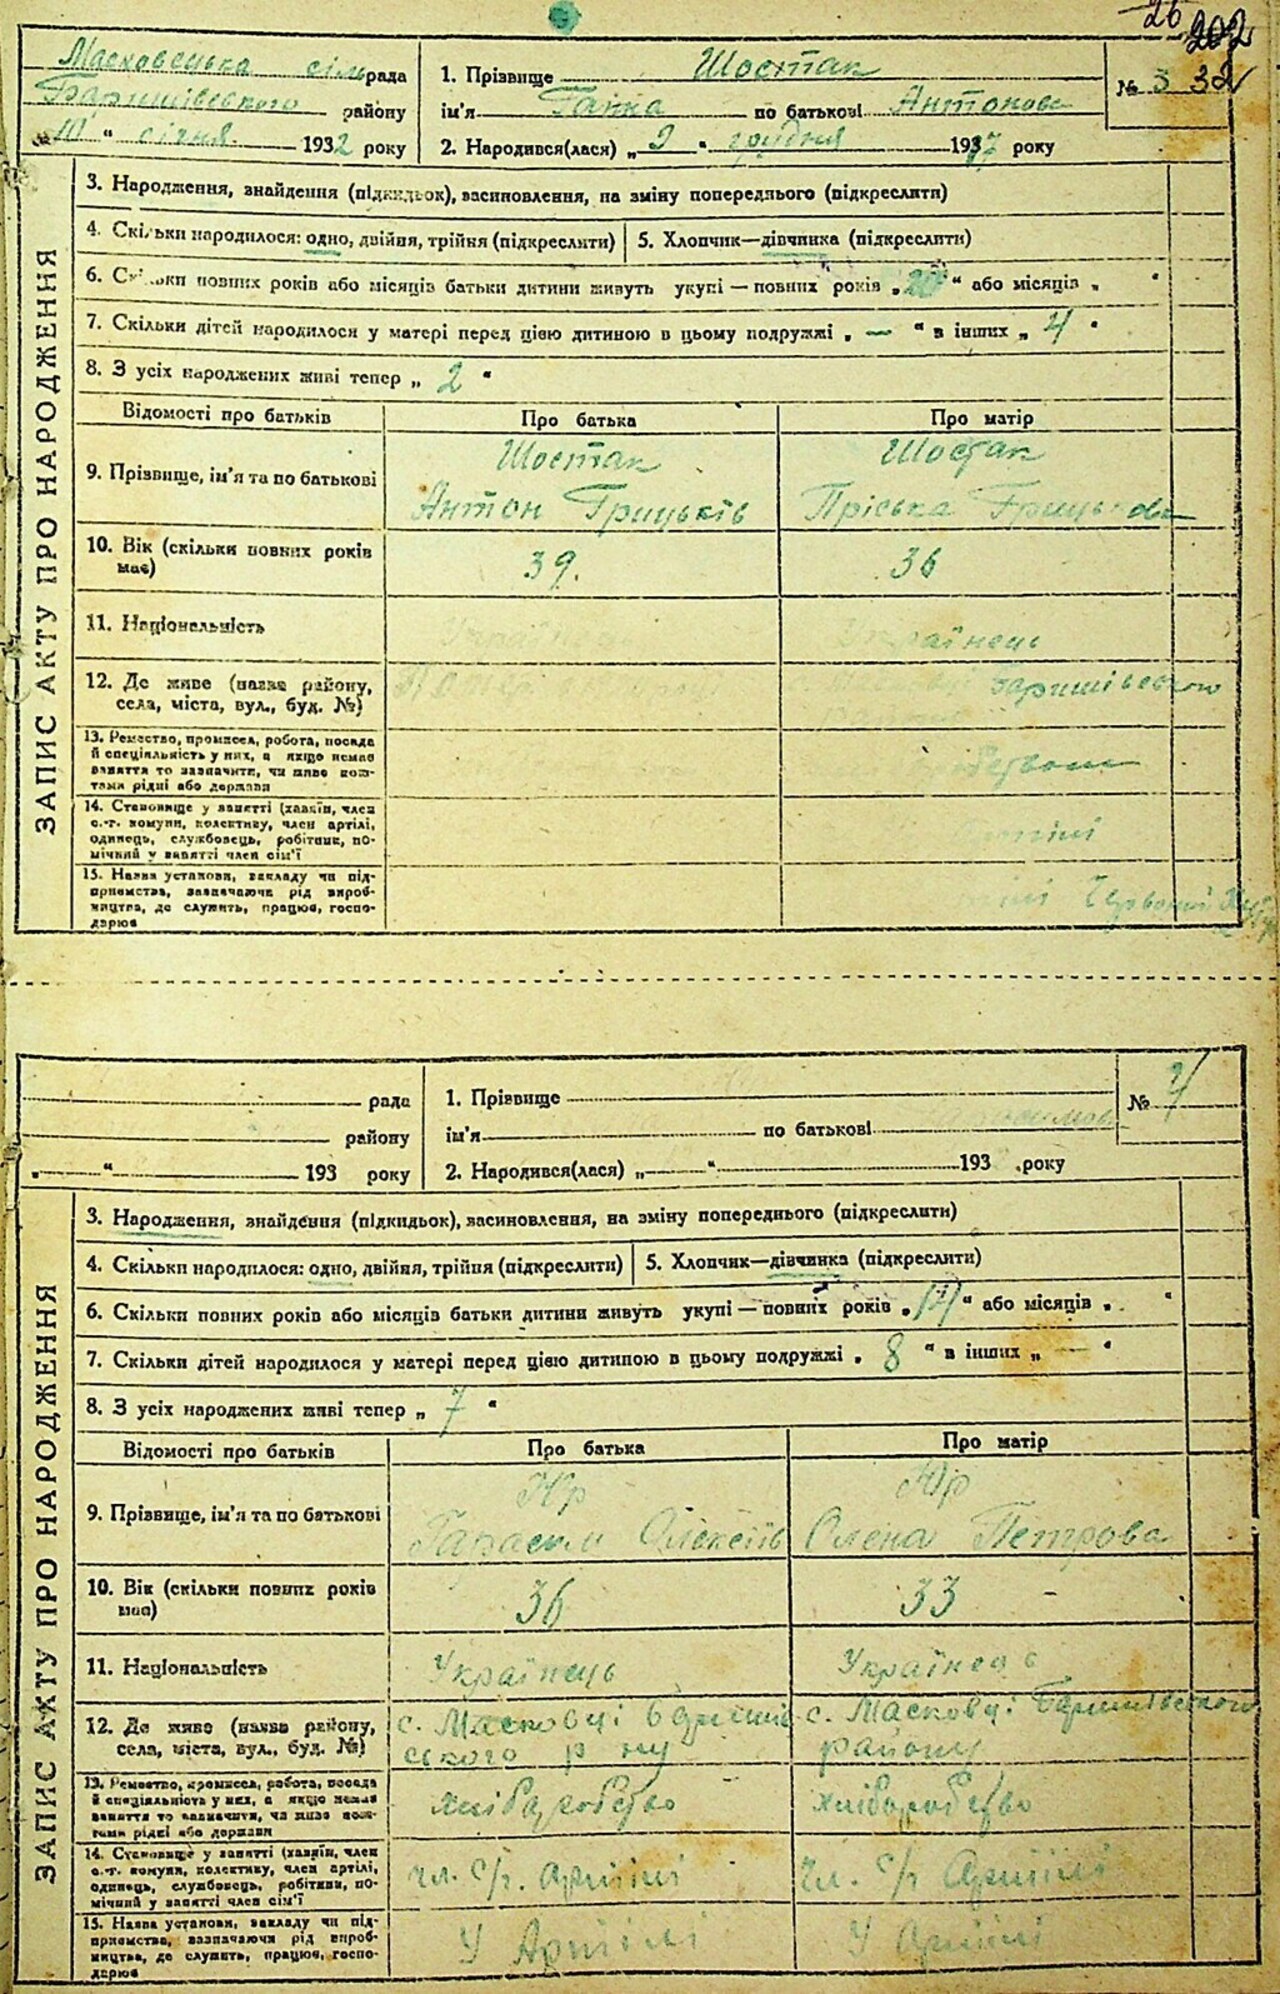 26 202
Масковецька сільрада
Баришівського району
„10“ січня 1932 року
1. Прізвище Шостак
ім'я Ганна по батькові Антонова
2. Народився(лася) „9“ грудня 1937 року
№ 3 32
ЗАПИС АКТУ ПРО НАРОДЖЕННЯ
3. Народження, знайдення (підкидьок), васиновлення, на зміну попереднього (підкреслити)
4. Скільки народилося: одно, двійня, трійня (підкреслити)
5. Хлопчик—дівчинка (підкреслити)
6. Скільки повних років або місяців батьки дитини живуть укупі — повних років „20“ або місяців „ “
7. Скільки дітей народилося у матері перед цією дитиною в цьому подружжі „—“ в інших „4“
8. З усіх народжених живі тепер „2“
Відомості про батьків Про батька Про матір
9. Прізвище, ім'я та по батькові
Шостак
Антон Грицьків
Шостак
Пріська Грицькова
10. Вік (скільки повних років має)
39.
36
11. Національність
Українець
12. Де живе (назва району, села, міста, вул., буд. №)
Баришівського
13. Ремество, промисел, робота, посада й спеціяльність у них, а якщо немає заняття то зазначити, чи живе коштами рідні або держави
14. Становище у занятті (хазяїн, член с.-г. комуни, колективу, член артілі, одинець, службовець, робітник, помічний у занятті член сім'ї
15. Назва установи, закладу чи підприємства, зазначаючи рід виробництва, де служить, працює, господарює
Червоний
рада
району
„ “ 193 року
1. Прізвище
ім'я по батькові
2. Народився(лася) „ “ 193 року
№ 4
ЗАПИС АКТУ ПРО НАРОДЖЕННЯ
3. Народження, знайдення (підкидьок), васиновлення, на зміну попереднього (підкреслити)
4. Скільки народилося: одно, двійня, трійня (підкреслити)
5. Хлопчик—дівчинка (підкреслити)
6. Скільки повних років або місяців батьки дитини живуть укупі — повних років „14“ або місяців „ “
7. Скільки дітей народилося у матері перед цією дитиною в цьому подружжі „8“ в інших „—“
8. З усіх народжених живі тепер „7“
Відомості про батьків Про батька Про матір
9. Прізвище, ім'я та по батькові
Юр
Гарасим Олексіїв
Юр
Олена Петрова
10. Вік (скільки повних років має)
36
33
11. Національність
Українець
Українець
12. Де живе (назва району, села, міста, вул., буд. №)
с. Масковці Баришів-
ського р ну
с. Масковці Баришівського
району
13. Ремество, промисел, робота, посада й спеціяльність у них, а якщо немає заняття то зазначити, чи живе коштами рідні або держави
хліборобство
хліборобство
14. Становище у занятті (хазяїн, член с.-г. комуни, колективу, член артілі, одинець, службовець, робітник, помічний у занятті член сім'ї
чл. с/г. артілі
чл. с/г артілі
15. Назва установи, закладу чи підприємства, зазначаючи рід виробництва, де служить, працює, господарює
У Артілі
У Артілі